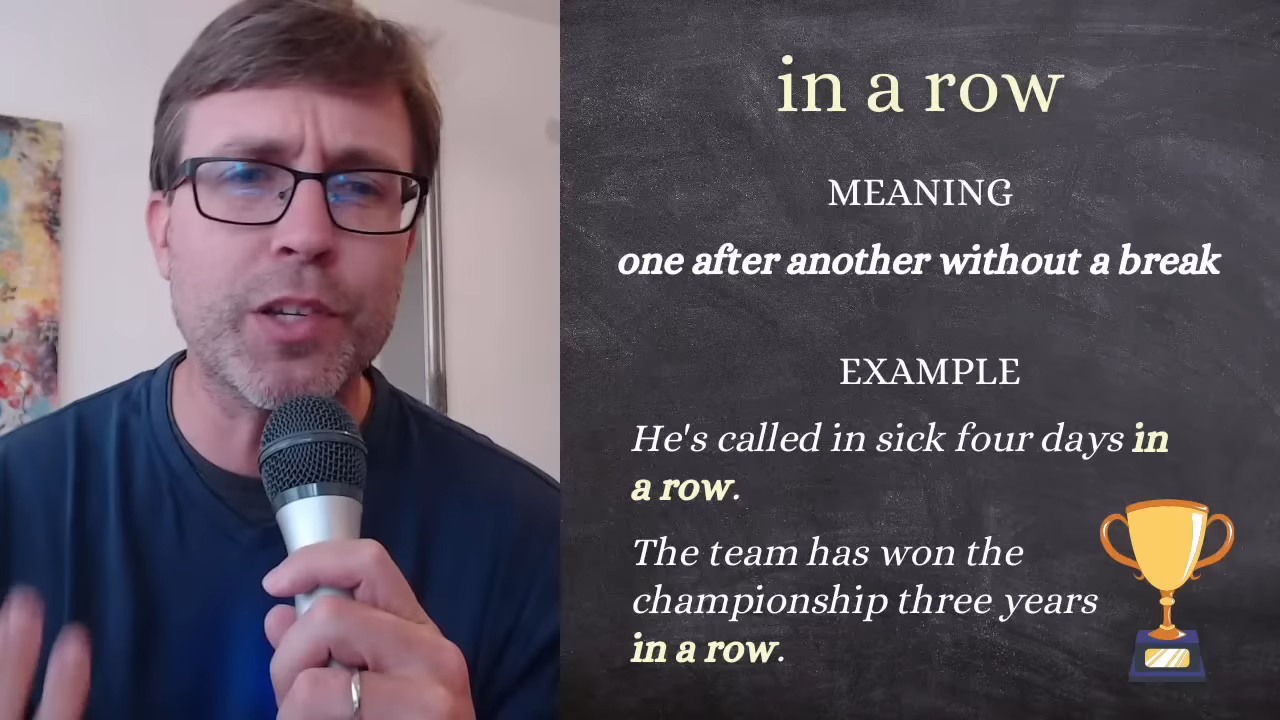 in a row
MEANING
one after another without a break
EXAMPLE
He's called in sick four days in
a row.
The team has won the
championship three years
in a row.